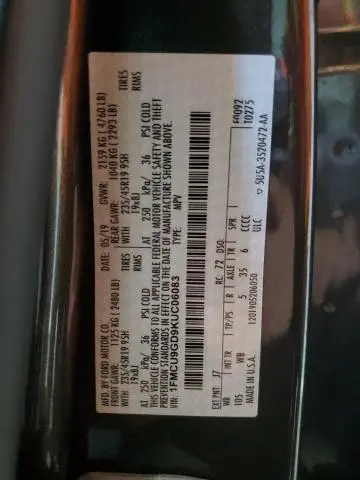 MFD. BY FORD MOTOR CO.
DATE: 05/19 GVWR: 2159 KG ( 4760 LB)
FRONT GAWR: 1125 KG ( 2480 LB) REAR GAWR: 1040 KG ( 2293 LB)
WITH 235/45R19 95H TIRES WITH 235/45R19 95H TIRES
19x8J RIMS 19x8J RIMS
AT 250 kPa/ 36 PSI COLD AT 250 kPa/ 36 PSI COLD
THIS VEHICLE CONFORMS TO ALL APPLICABLE FEDERAL MOTOR VEHICLE SAFETY AND THEFT
PREVENTION STANDARDS IN EFFECT ON THE DATE OF MANUFACTURE SHOWN ABOVE.
VIN: 1FMCU9GD9KUC06083 TYPE: MPV
EXT PNT: J7 RC: 72 DSO:
WB INT TR TP/PS R AXLE TR SPR
105 WB 5 35 6 CCCC
ULC
1201905206050
▽ 5U5A-3520472-AA
T0275